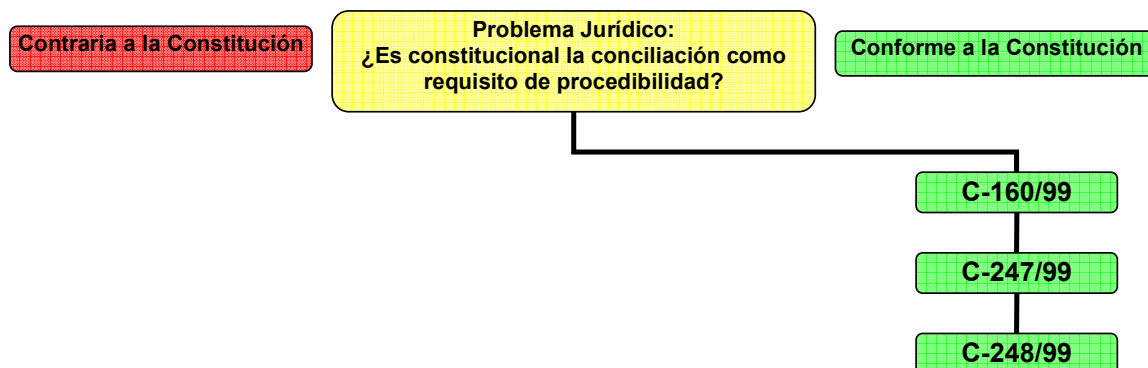 Contraria a la Constitución
Problema Jurídico:
¿Es constitucional la conciliación como
requisito de procedibilidad?
Conforme a la Constitución
C-160/99
C-247/99
C-248/99